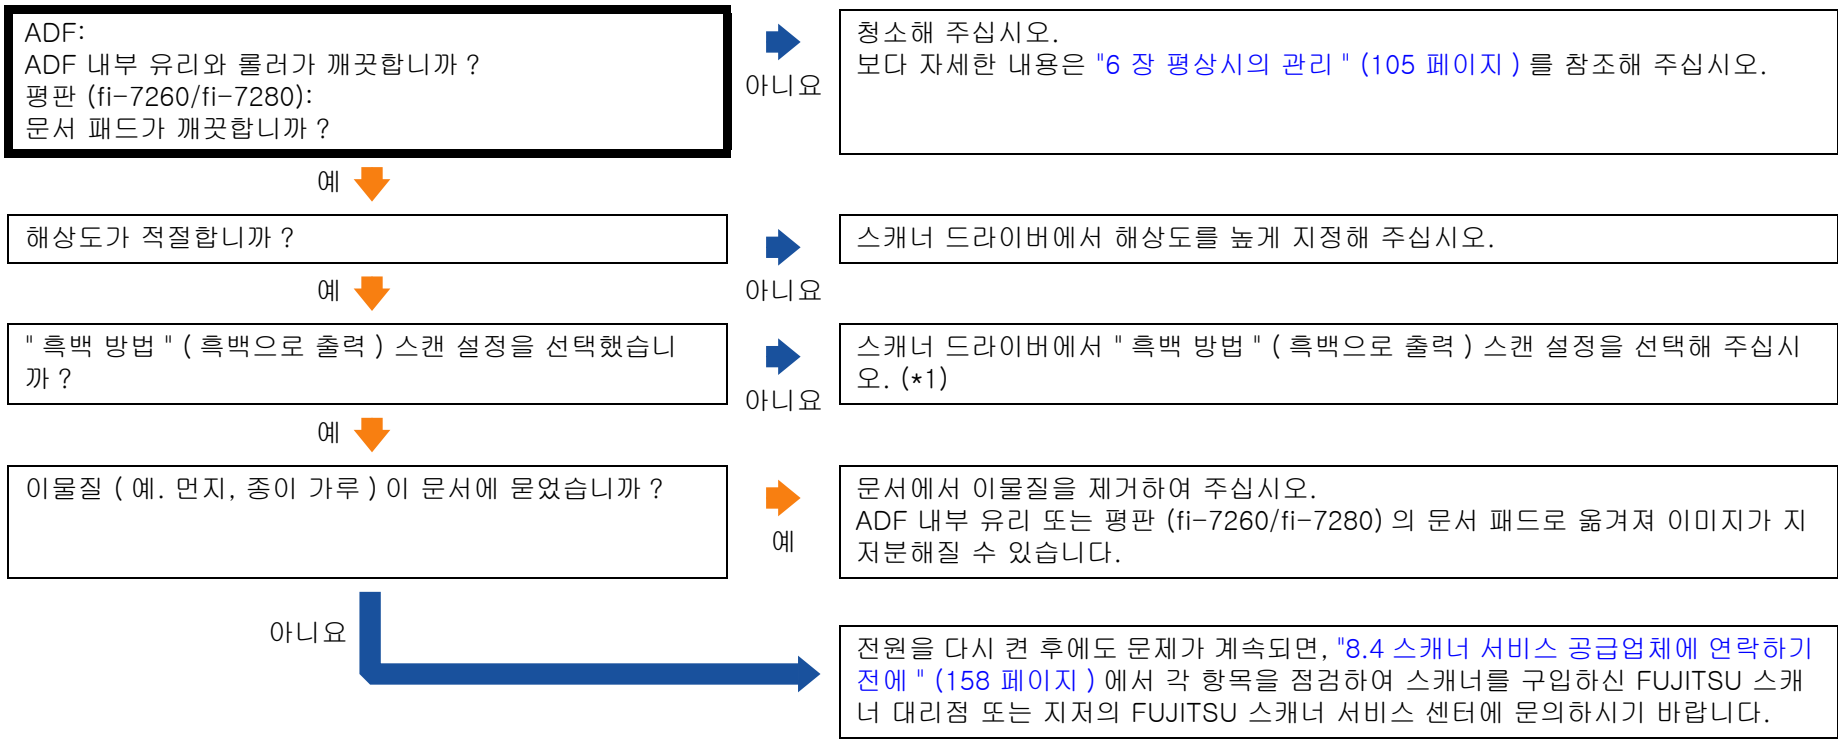 ADF:
ADF 내부 유리와 롤러가 깨끗합니까 ?
평판 (fi-7260/fi-7280):
문서 패드가 깨끗합니까 ?
아니요
청소해 주십시오.
보다 자세한 내용은 "6 장 평상시의 관리 " (105 페이지 ) 를 참조해 주십시오.
예
해상도가 적절합니까 ?
아니요
스캐너 드라이버에서 해상도를 높게 지정해 주십시오.
예
" 흑백 방법 " ( 흑백으로 출력 ) 스캔 설정을 선택했습니
까 ?
아니요
스캐너 드라이버에서 " 흑백 방법 " ( 흑백으로 출력 ) 스캔 설정을 선택해 주십시
오. (*1)
예
이물질 ( 예. 먼지, 종이 가루 ) 이 문서에 묻었습니까 ?
예
문서에서 이물질을 제거하여 주십시오.
ADF 내부 유리 또는 평판 (fi-7260/fi-7280) 의 문서 패드로 옮겨져 이미지가 지
저분해질 수 있습니다.
아니요
전원을 다시 켠 후에도 문제가 계속되면, "8.4 스캐너 서비스 공급업체에 연락하기
전에 " (158 페이지 ) 에서 각 항목을 점검하여 스캐너를 구입하신 FUJITSU 스캐
너 대리점 또는 지저의 FUJITSU 스캐너 서비스 센터에 문의하시기 바랍니다.